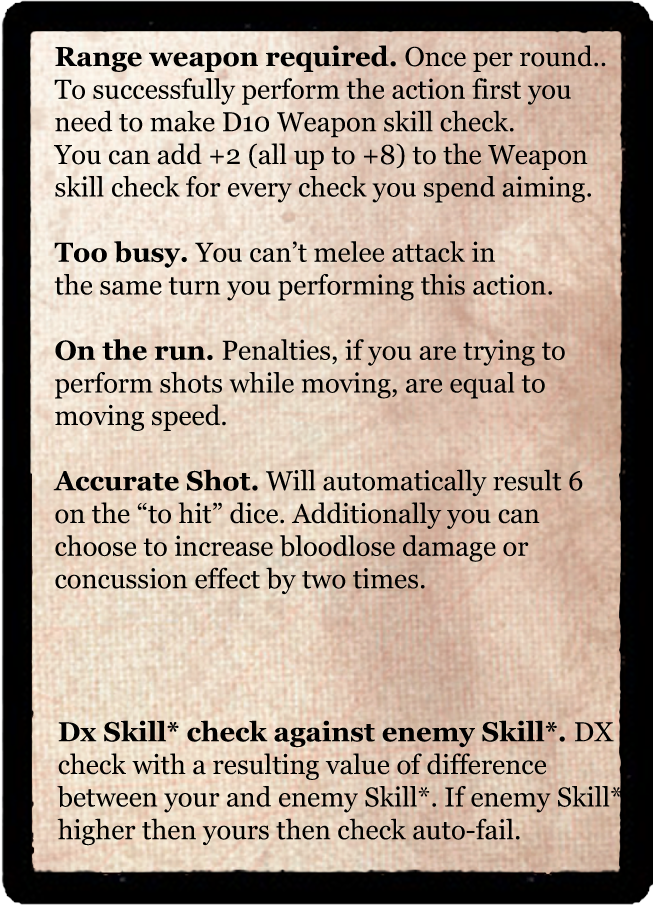 Range weapon required. Once per round..
To successfully perform the action first you
need to make D10 Weapon skill check.
You can add +2 (all up to +8) to the Weapon
skill check for every check you spend aiming.
Too busy. You can't melee attack in
the same turn you performing this action.
On the run. Penalties, if you are trying to
perform shots while moving, are equal to
moving speed.
Accurate Shot. Will automatically result 6
on the “to hit” dice. Additionally you can
choose to increase bloodlose damage or
concussion effect by two times.
Dx Skill* check against enemy Skill*. DX
check with a resulting value of difference
between your and enemy Skill*. If enemy Skill*
higher then yours then check auto-fail.